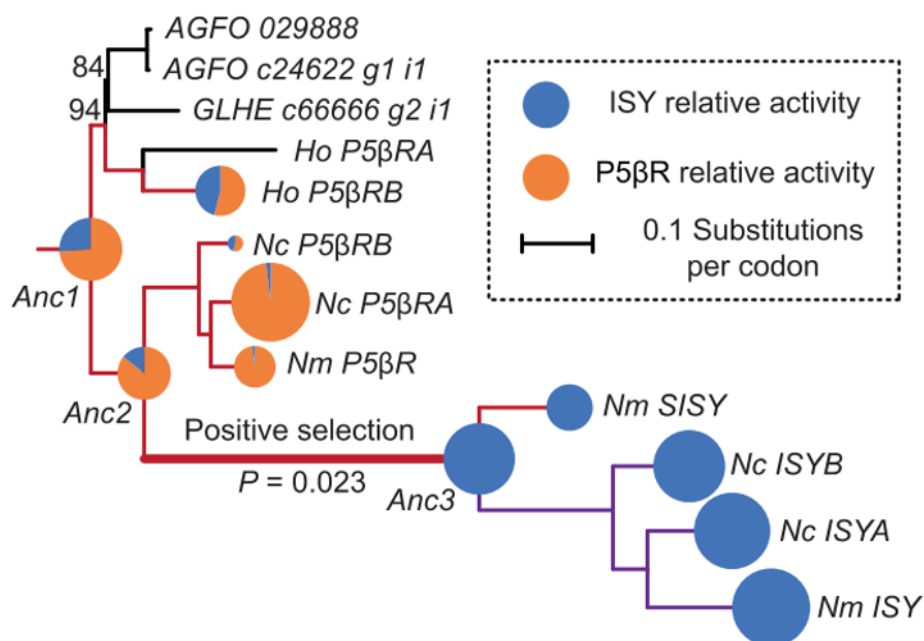 AGFO 029888
84
AGFO c24622 g1 i1
94
GLHE c66666 g2 i1
Ho P5βRA
Ho P5βRB
Nc P5βRB
Anc1
Nc P5βRA
Nm P5βR
Anc2
Positive selection
P = 0.023
Anc3
Nm SISY
Nc ISYB
Nc ISYA
Nm ISY
ISY relative activity
P5βR relative activity
0.1 Substitutions
per codon